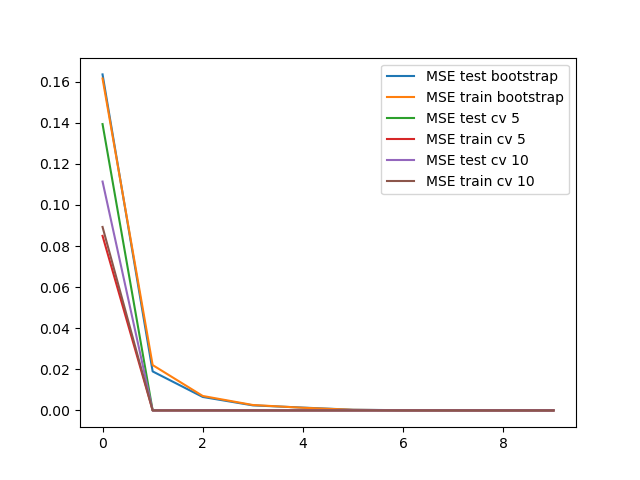 0.16
0.14
0.12
0.10
0.08
0.06
0.04
0.02
0.00
0 2 4 6 8
MSE test bootstrap
MSE train bootstrap
MSE test cv 5
MSE train cv 5
MSE test cv 10
MSE train cv 10